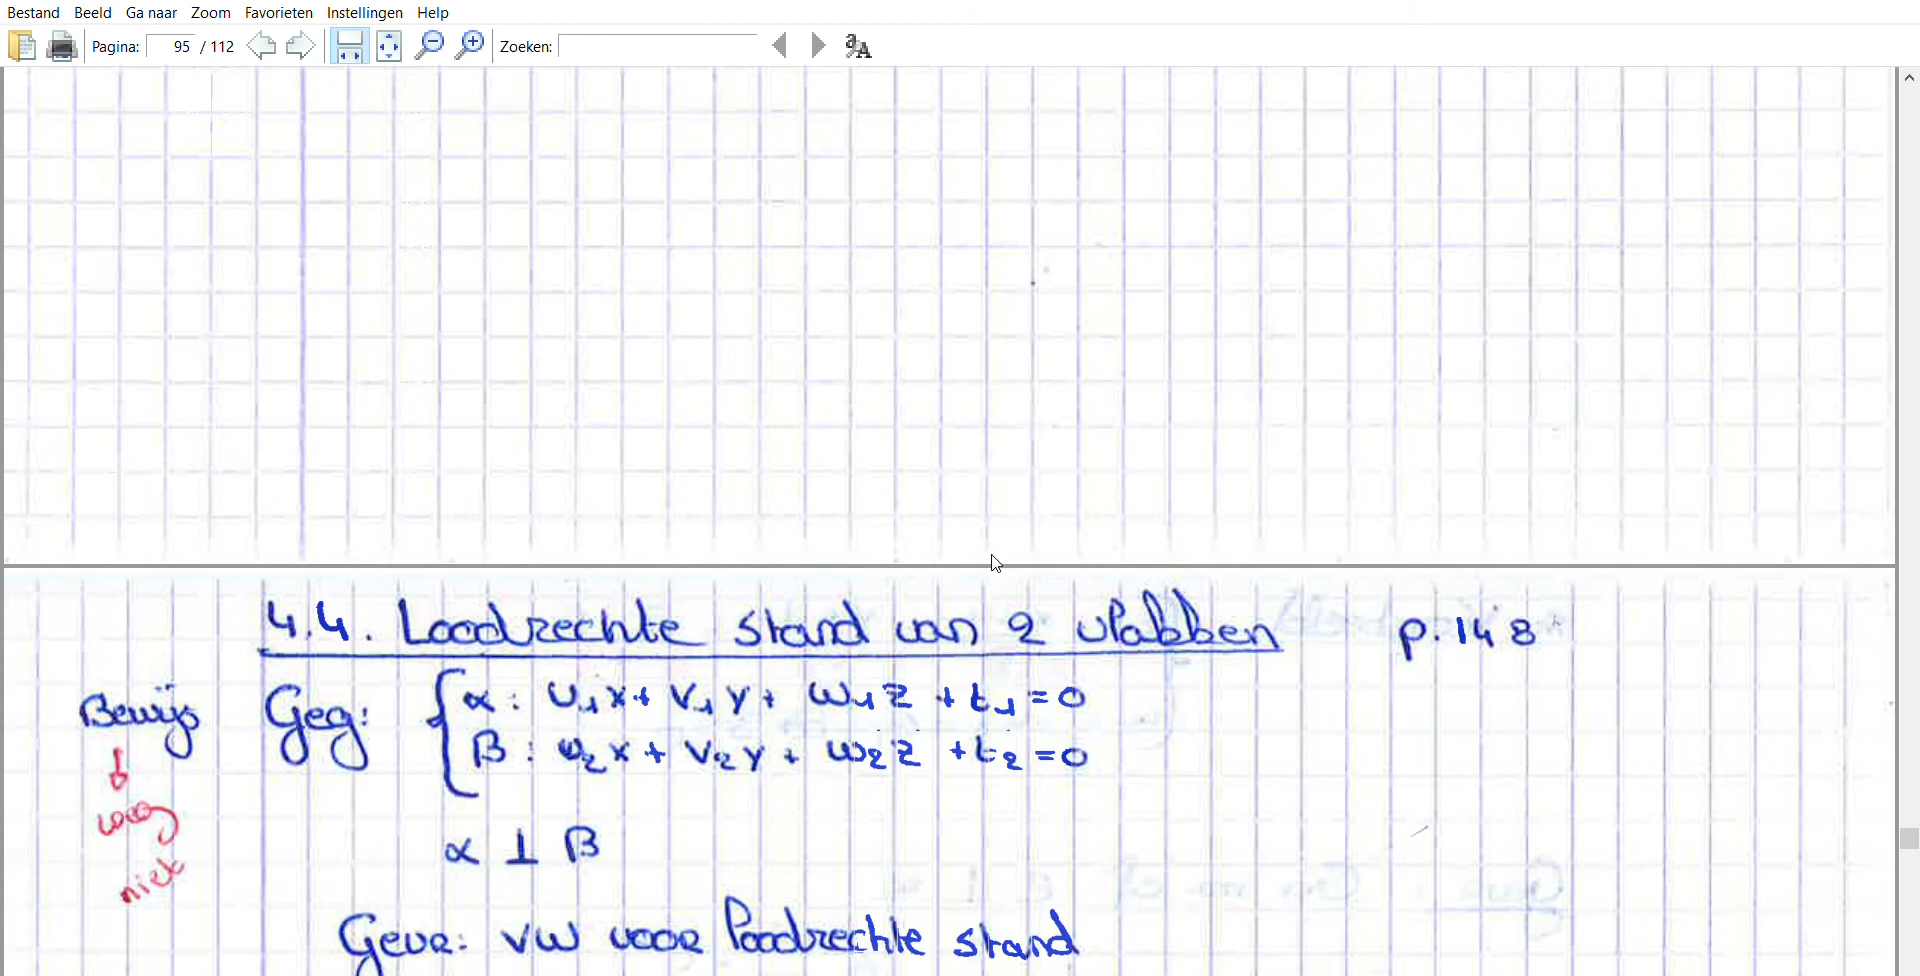 Bestand Beeld Ga naar Zoom Favorieten Instellingen Help
Pagina: 95 / 112 Zoeken:
4.4. Loodrechte stand van 2 vlakken p. 148
Bewijs Geg: α : u₁x + v₁y + w₁z + t₁ = 0
β : u₂x + v₂y + w₂z + t₂ = 0
niet
α ⊥ β
Gevr: vw voor loodrechte stand